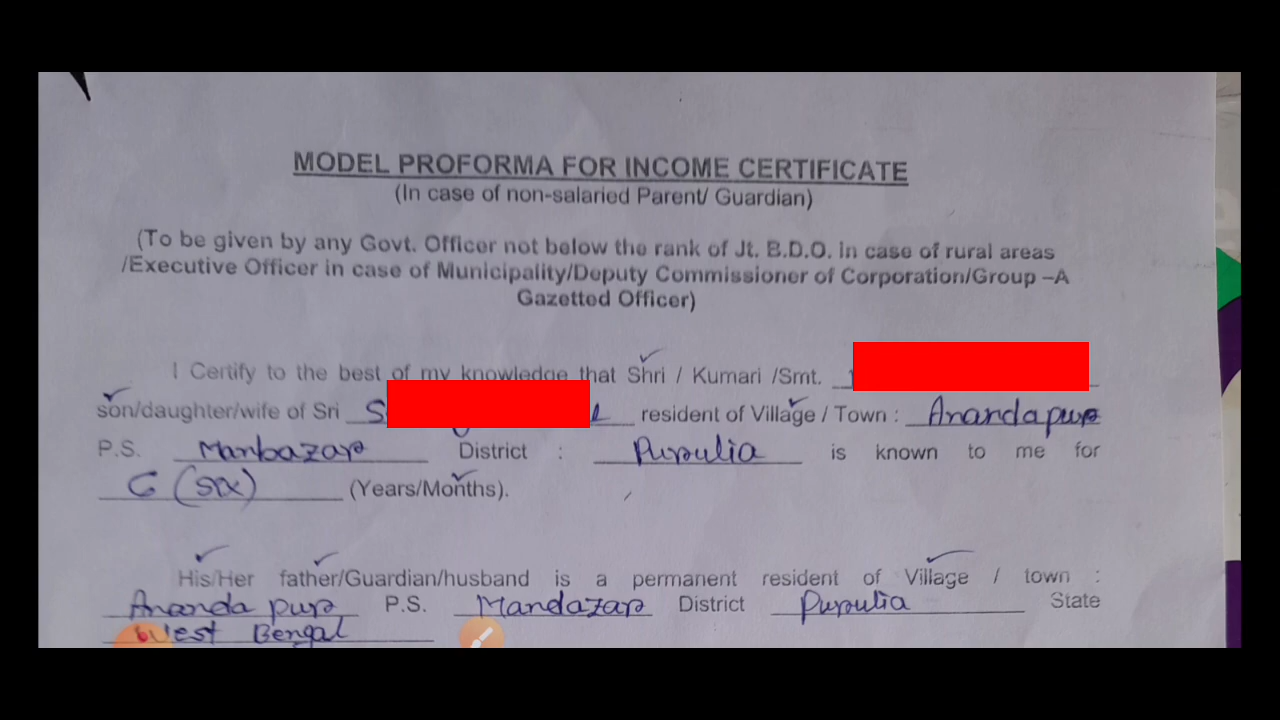 MODEL PROFORMA FOR INCOME CERTIFICATE
(In case of non-salaried Parent/ Guardian)
(To be given by any Govt. Officer not below the rank of Jt. B.D.O. in case of rural areas
/Executive Officer in case of Municipality/Deputy Commissioner of Corporation/Group –A
Gazetted Officer)
I Certify to the best of my knowledge that Shri / Kumari /Smt.
son/daughter/wife of Sri resident of Village / Town : Anandapur
P.S. Manbazar District : Purulia is known to me for
6 (six) (Years/Months).
His/Her father/Guardian/husband is a permanent resident of Village / town :
Ananda pur P.S. Manbazar District Purulia State
West Bengal